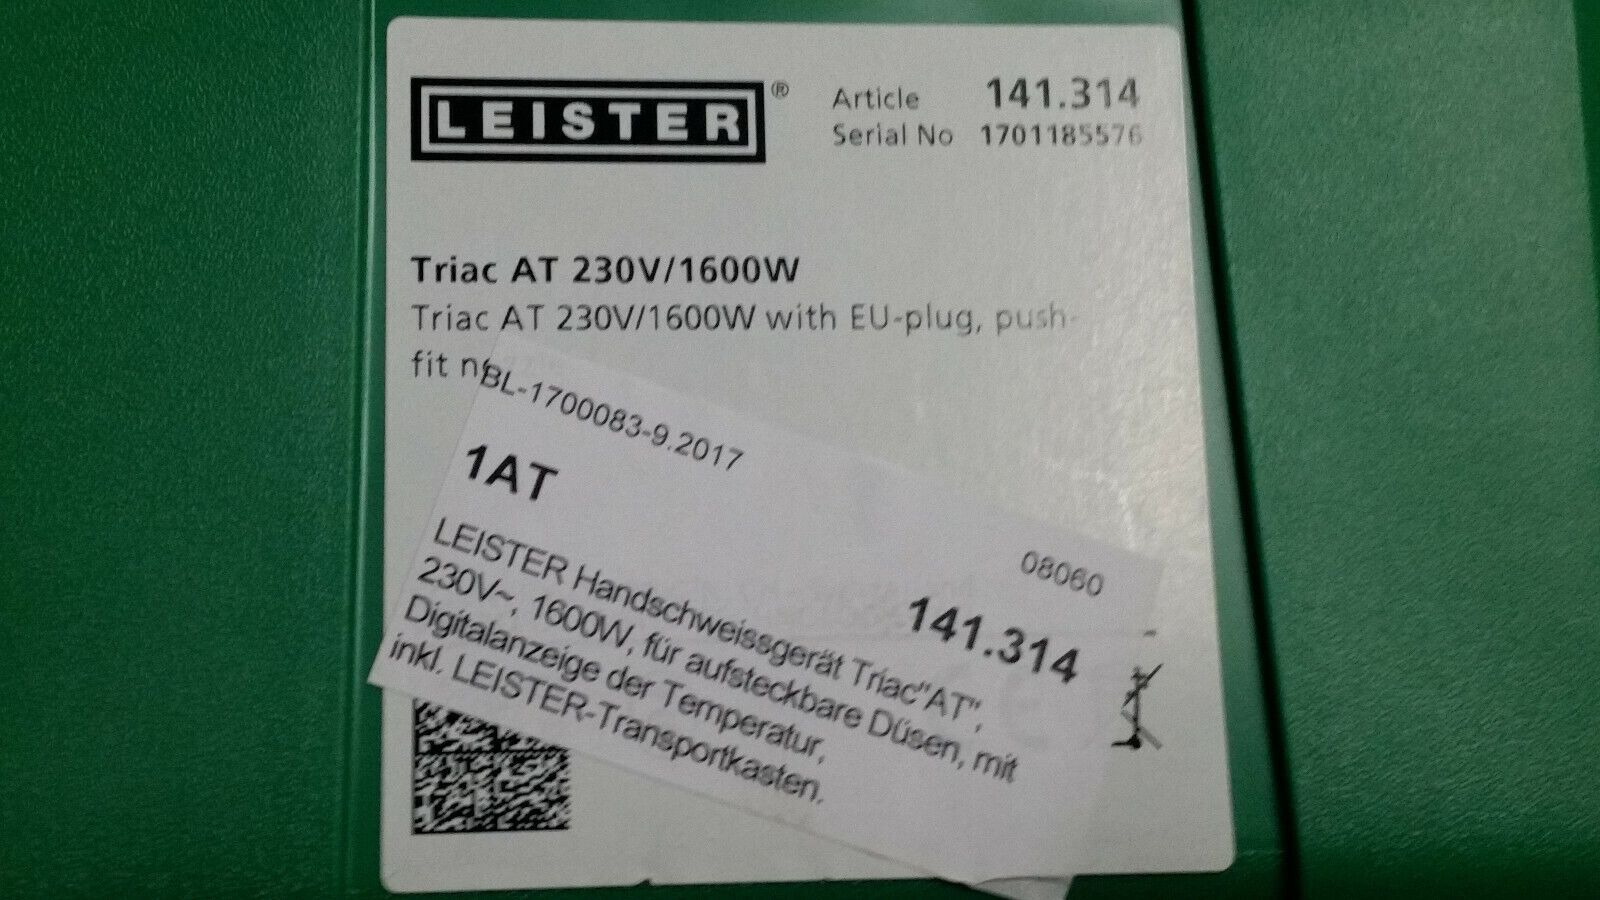 LEISTER®
Article 141.314
Serial No 1701185576
Triac AT 230V/1600W
Triac AT 230V/1600W with EU-plug, push-
fit
BL-1700083-9.2017
08060
1AT
141.314
LEISTER Handschweissgerät Triac"AT",
230V~, 1600W, für aufsteckbare Düsen, mit
Digitalanzeige der Temperatur,
inkl. LEISTER-Transportkasten.